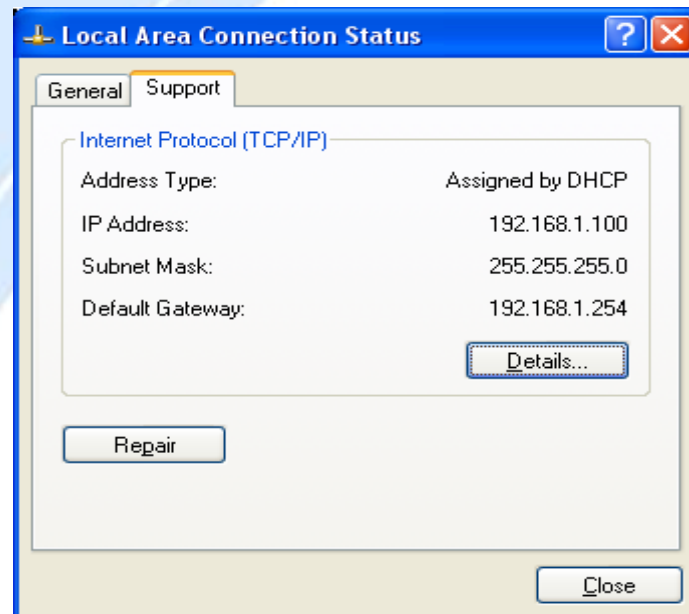 Local Area Connection Status
General Support
Internet Protocol (TCP/IP)
Address Type: Assigned by DHCP
IP Address: 192.168.1.100
Subnet Mask: 255.255.255.0
Default Gateway: 192.168.1.254
Details...
Repair
Close